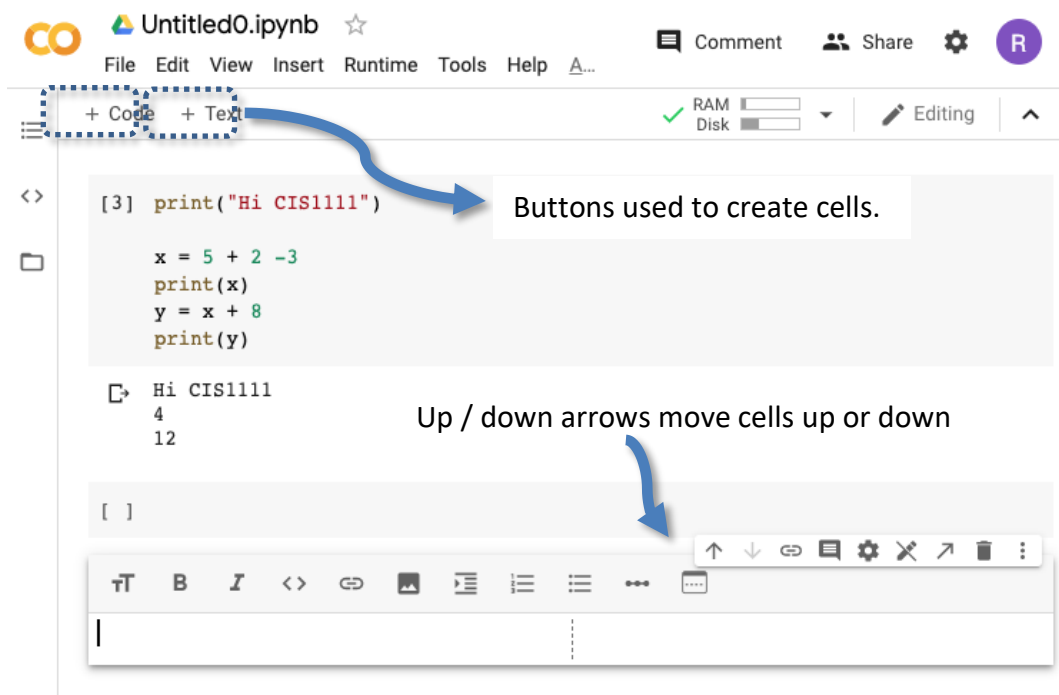 Untitled0.ipynb
Comment Share R
File Edit View Insert Runtime Tools Help A...
+ Code + Text
RAM
Disk
Editing
[3] print("Hi CIS1111")
Buttons used to create cells.
x = 5 + 2 -3
print(x)
y = x + 8
print(y)
Hi CIS1111
4
12
Up / down arrows move cells up or down
[ ]
TT B I <>